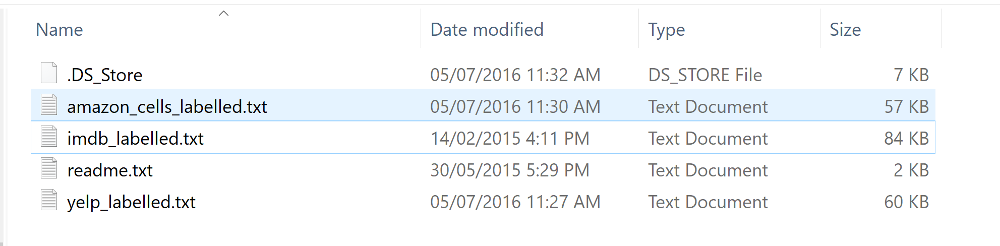 Name Date modified Type Size
.DS_Store 05/07/2016 11:32 AM DS_STORE File 7 KB
amazon_cells_labelled.txt 05/07/2016 11:30 AM Text Document 57 KB
imdb_labelled.txt 14/02/2015 4:11 PM Text Document 84 KB
readme.txt 30/05/2015 5:29 PM Text Document 2 KB
yelp_labelled.txt 05/07/2016 11:27 AM Text Document 60 KB